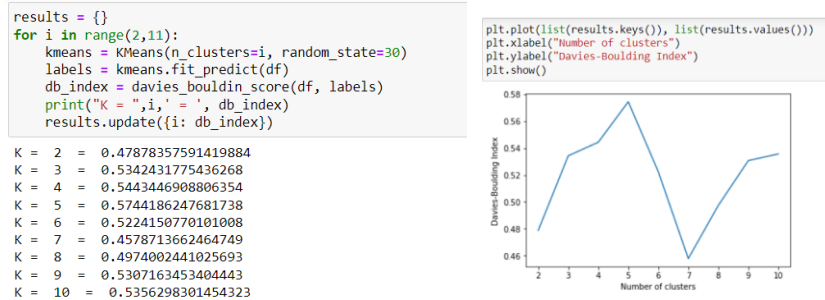 results = {}
for i in range(2,11):
    kmeans = KMeans(n_clusters=i, random_state=30)
    labels = kmeans.fit_predict(df)
    db_index = davies_bouldin_score(df, labels)
    print("K = ",i,' = ', db_index)
    results.update({i: db_index})
K =  2  =  0.47878357591419884
K =  3  =  0.5342431775436268
K =  4  =  0.5443446908806354
K =  5  =  0.5744186247681738
K =  6  =  0.5224150770101008
K =  7  =  0.4578713662464749
K =  8  =  0.4974002441025693
K =  9  =  0.5307163453404443
K =  10  =  0.5356298301454323
plt.plot(list(results.keys()), list(results.values()))
plt.xlabel("Number of clusters")
plt.ylabel("Davies-Boulding Index")
plt.show()
0.58
0.56
0.54
0.52
0.50
0.48
0.46
Davies-Boulding Index
2 3 4 5 6 7 8 9 10
Number of clusters